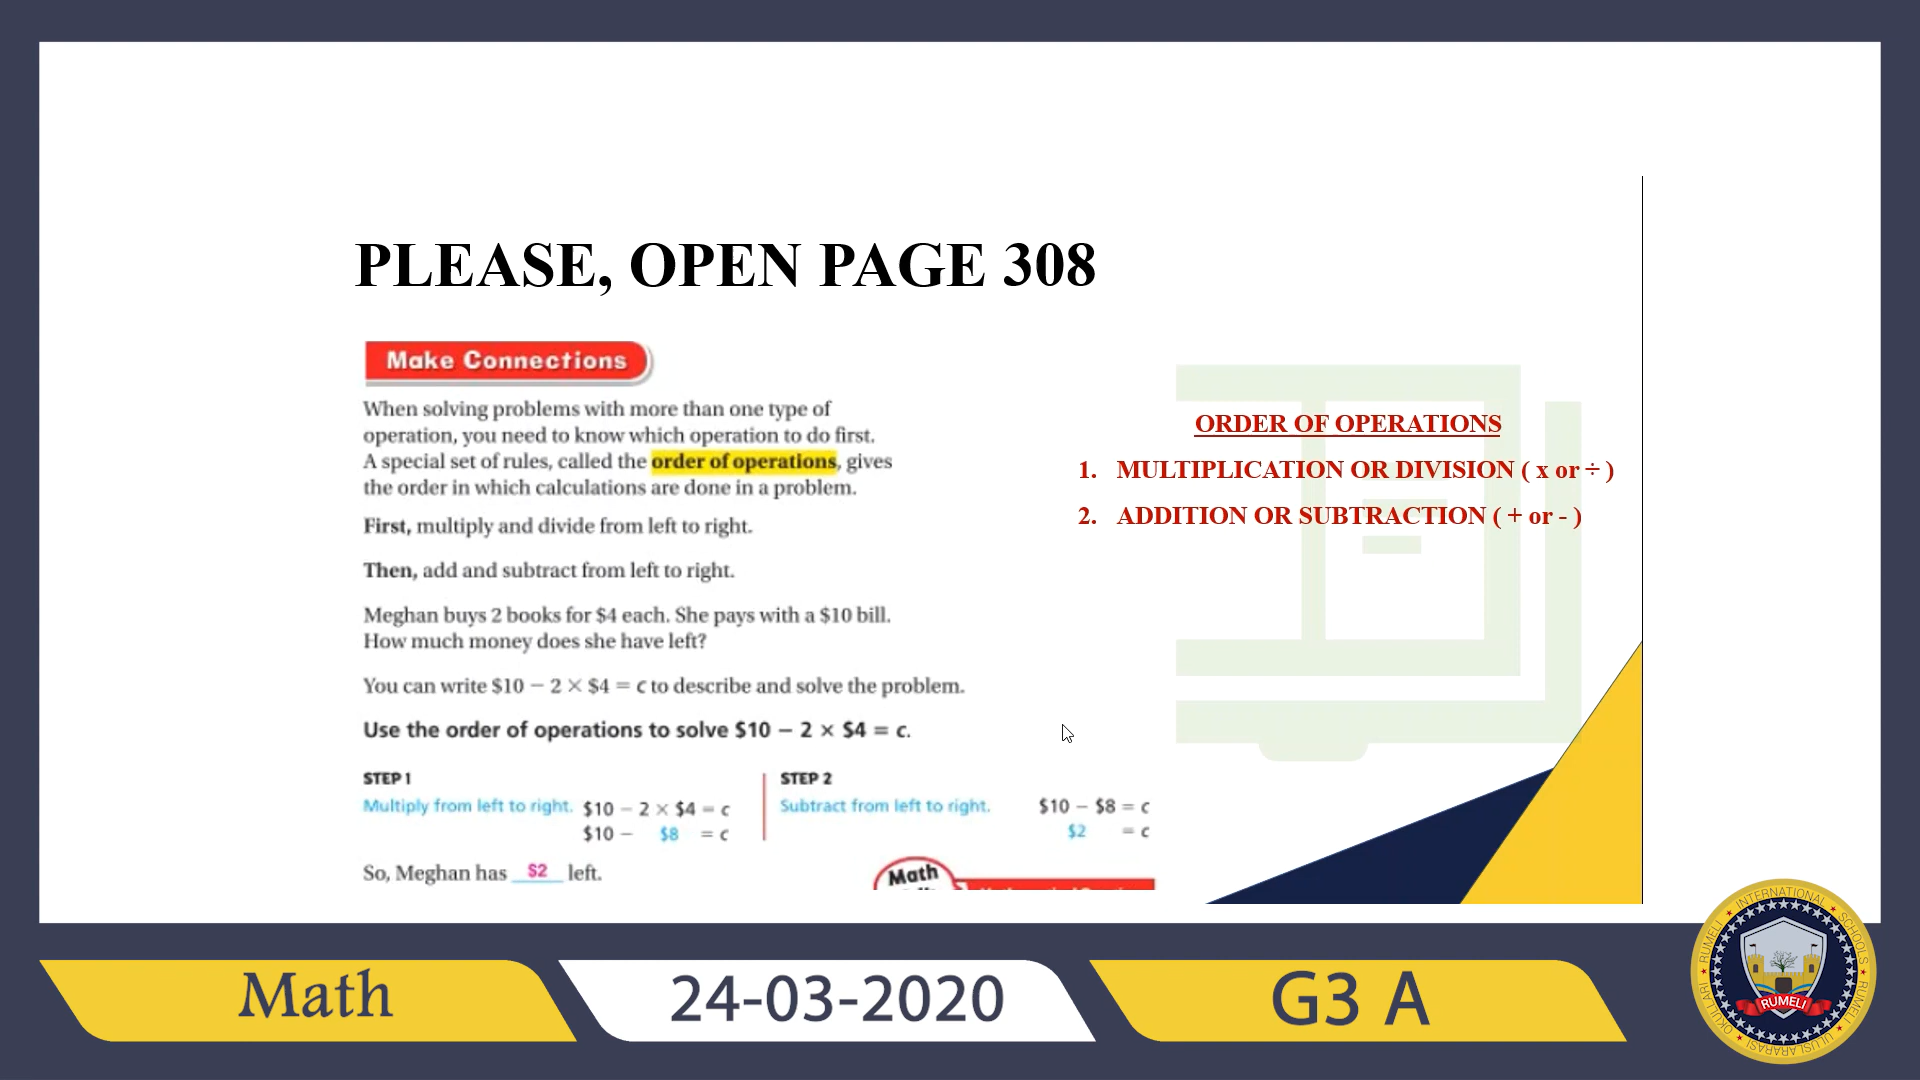 PLEASE, OPEN PAGE 308
Make Connections
When solving problems with more than one type of
operation, you need to know which operation to do first.
A special set of rules, called the order of operations, gives
the order in which calculations are done in a problem.
First, multiply and divide from left to right.
Then, add and subtract from left to right.
Meghan buys 2 books for $4 each. She pays with a $10 bill.
How much money does she have left?
You can write $10 − 2 × $4 = c to describe and solve the problem.
Use the order of operations to solve $10 − 2 × $4 = c.
STEP 1
Multiply from left to right. $10 − 2 × $4 = c
$10 − $8 = c
STEP 2
Subtract from left to right. $10 − $8 = c
$2 = c
So, Meghan has $2 left.
Math
ORDER OF OPERATIONS
1. MULTIPLICATION OR DIVISION ( x or ÷ )
2. ADDITION OR SUBTRACTION ( + or - )
Math
24-03-2020
G3 A
RUMELI INTERNATIONAL SCHOOLS
RUMELİ ULUSLARARASI OKULLARI
RUMELİ